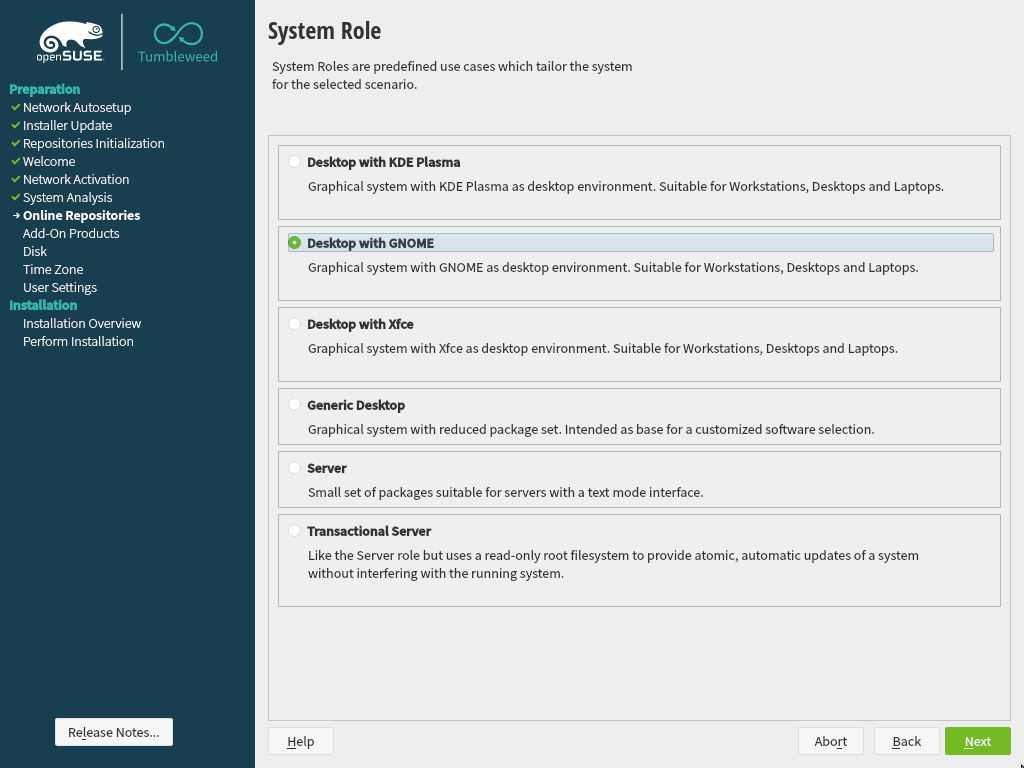 openSUSE
Tumbleweed
Preparation
Network Autosetup
Installer Update
Repositories Initialization
Welcome
Network Activation
System Analysis
Online Repositories
Add-On Products
Disk
Time Zone
User Settings
Installation
Installation Overview
Perform Installation
Release Notes...
System Role
System Roles are predefined use cases which tailor the system
for the selected scenario.
Desktop with KDE Plasma
Graphical system with KDE Plasma as desktop environment. Suitable for Workstations, Desktops and Laptops.
Desktop with GNOME
Graphical system with GNOME as desktop environment. Suitable for Workstations, Desktops and Laptops.
Desktop with Xfce
Graphical system with Xfce as desktop environment. Suitable for Workstations, Desktops and Laptops.
Generic Desktop
Graphical system with reduced package set. Intended as base for a customized software selection.
Server
Small set of packages suitable for servers with a text mode interface.
Transactional Server
Like the Server role but uses a read-only root filesystem to provide atomic, automatic updates of a system
without interfering with the running system.
Help
Abort
Back
Next